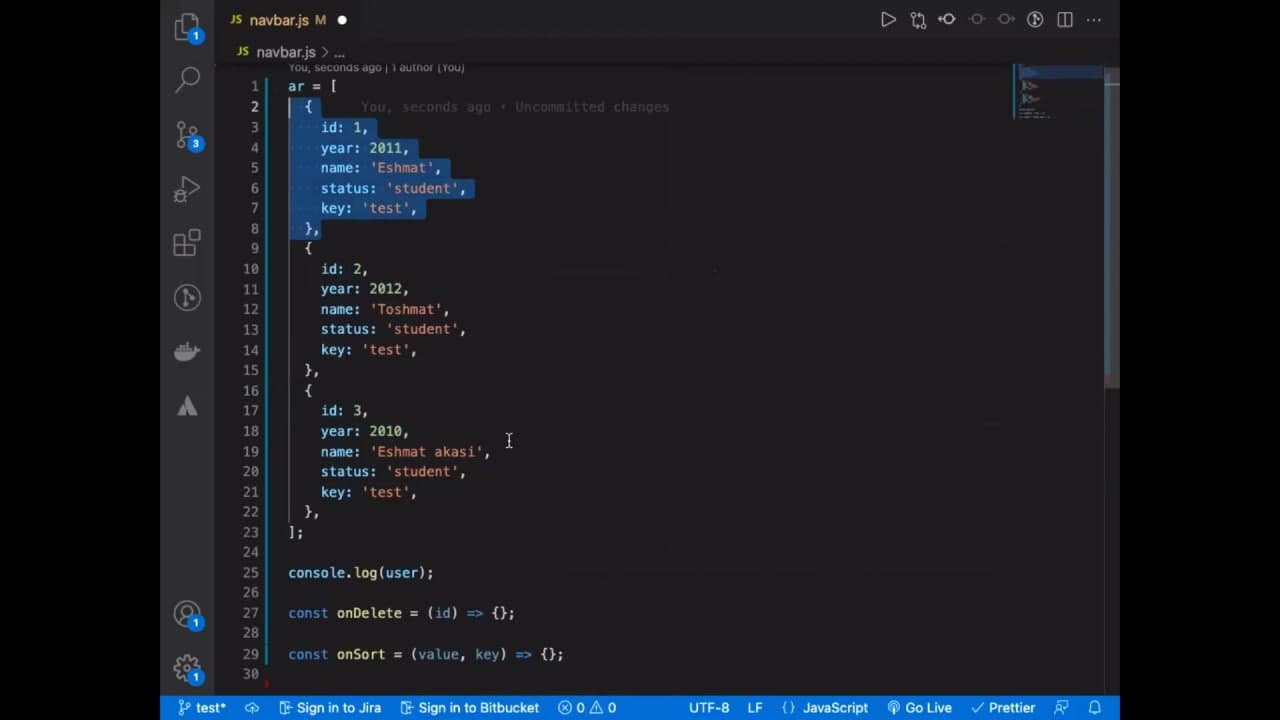 JS navbar.js M
JS navbar.js > ...
You, seconds ago | 1 author (You)
1 ar = [
2 { You, seconds ago • Uncommitted changes
3 id: 1,
4 year: 2011,
5 name: 'Eshmat',
6 status: 'student',
7 key: 'test',
8 },
9 {
10 id: 2,
11 year: 2012,
12 name: 'Toshmat',
13 status: 'student',
14 key: 'test',
15 },
16 {
17 id: 3,
18 year: 2010,
19 name: 'Eshmat akasi',
20 status: 'student',
21 key: 'test',
22 },
23 ];
24
25 console.log(user);
26
27 const onDelete = (id) => {};
28
29 const onSort = (value, key) => {};
30
1
3
1
1
test* Sign in to Jira Sign in to Bitbucket 0 0 UTF-8 LF {} JavaScript Go Live Prettier